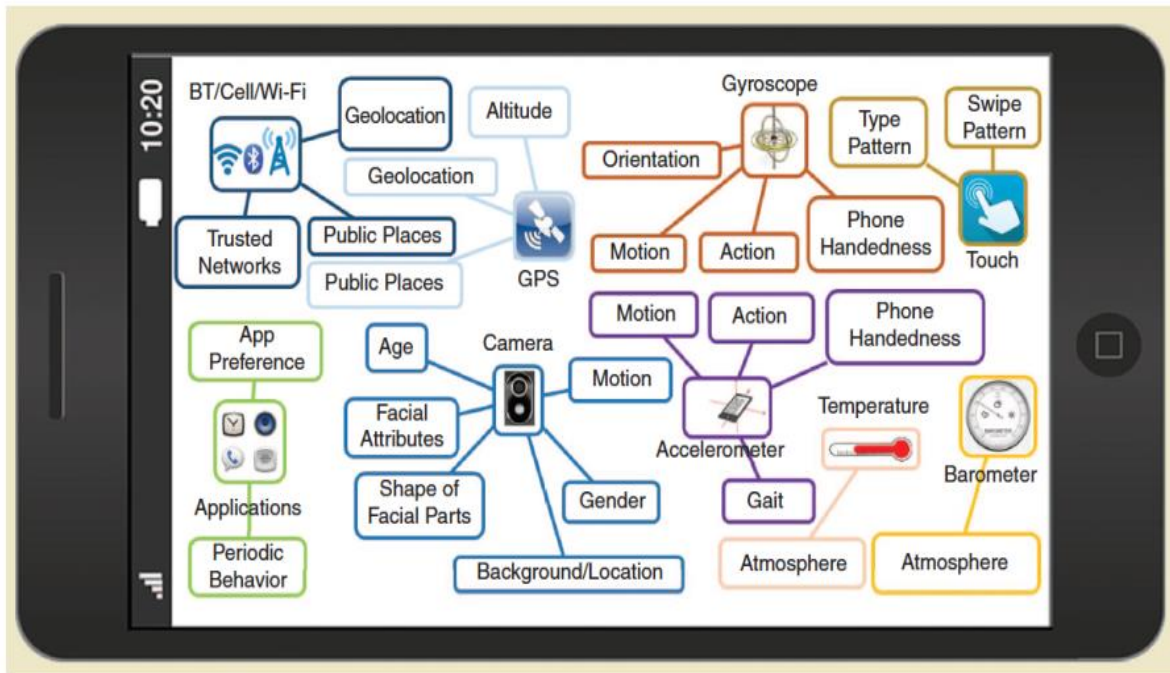 10:20
BT/Cell/Wi-Fi
Geolocation
Trusted
Networks
Public Places
Altitude
Geolocation
Public Places
GPS
Gyroscope
Orientation
Motion
Action
Phone
Handedness
Type
Pattern
Swipe
Pattern
Touch
App
Preference
Applications
Periodic
Behavior
Camera
Age
Facial
Attributes
Shape of
Facial Parts
Motion
Gender
Background/Location
Motion
Action
Phone
Handedness
Accelerometer
Gait
Temperature
Atmosphere
BAROMETER
Barometer
Atmosphere